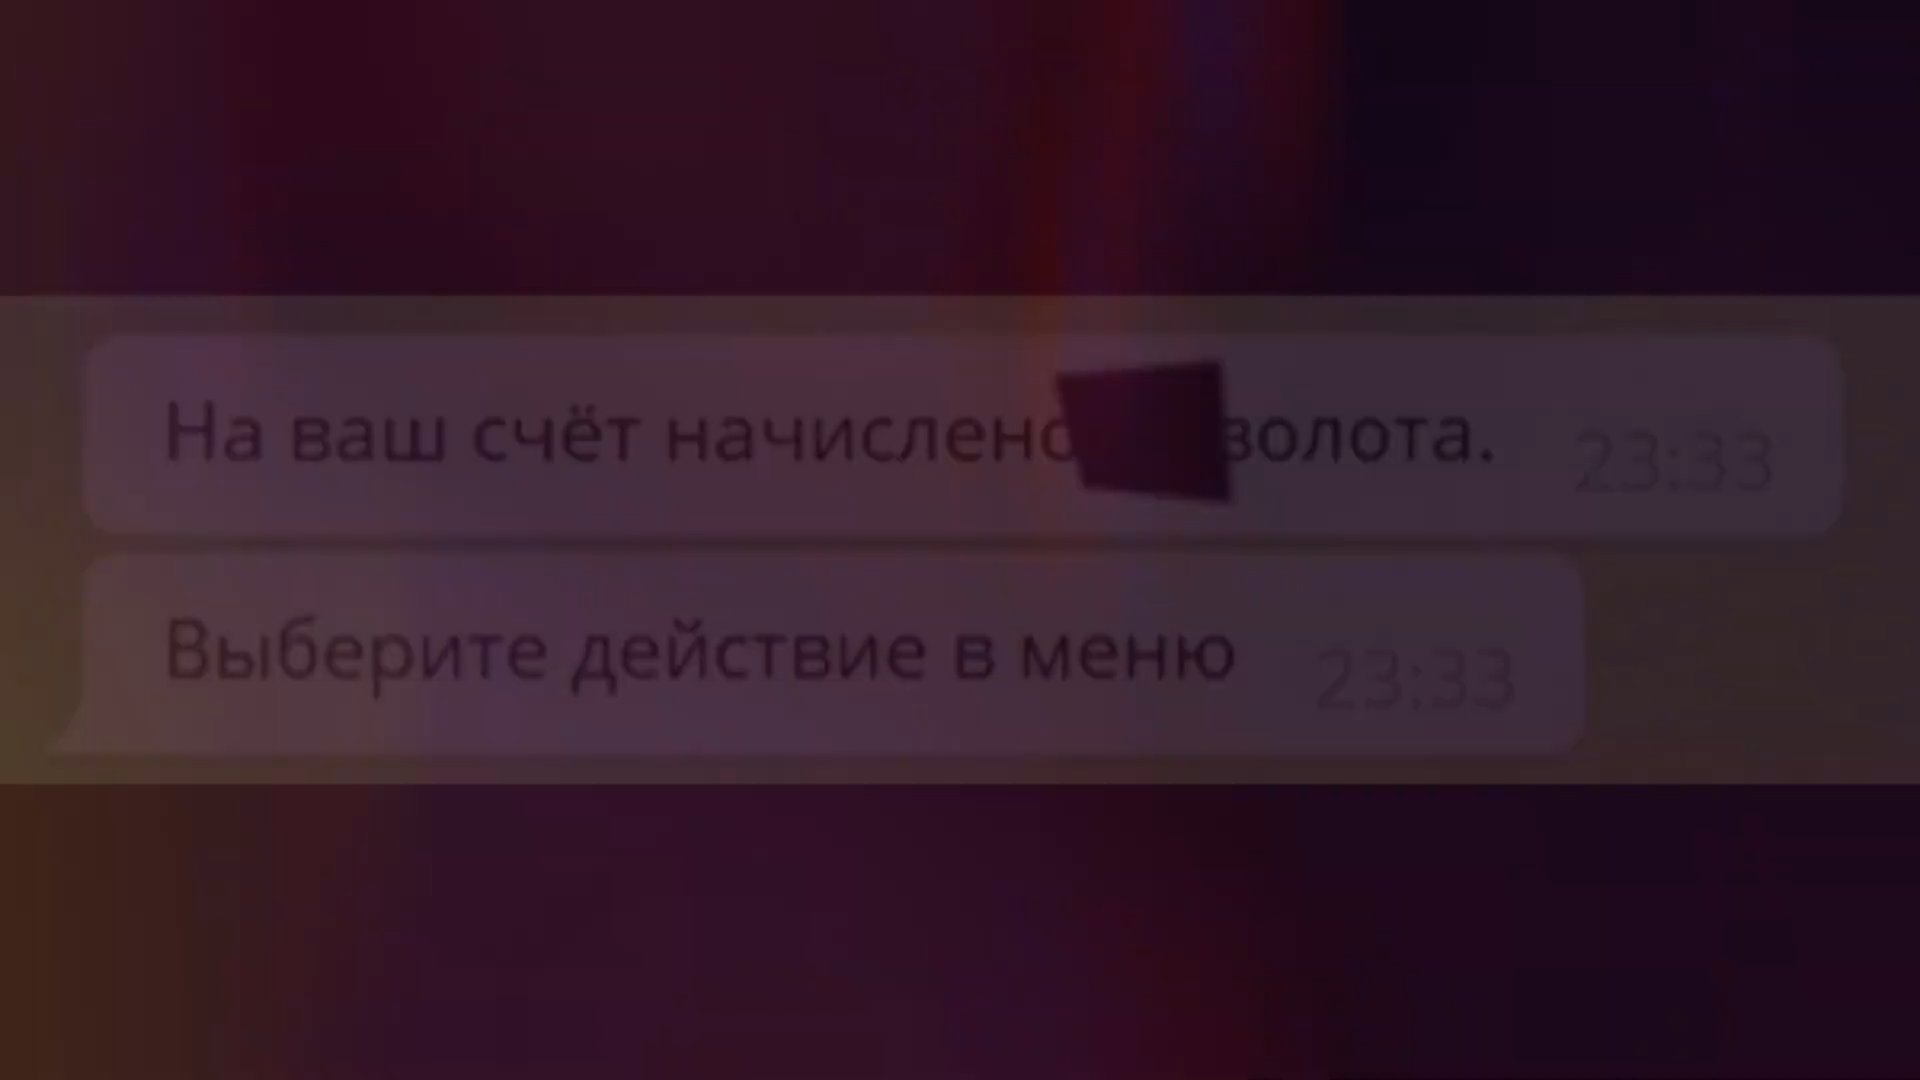 На ваш счёт начислено золота. 23:33
Выберите действие в меню 23:33